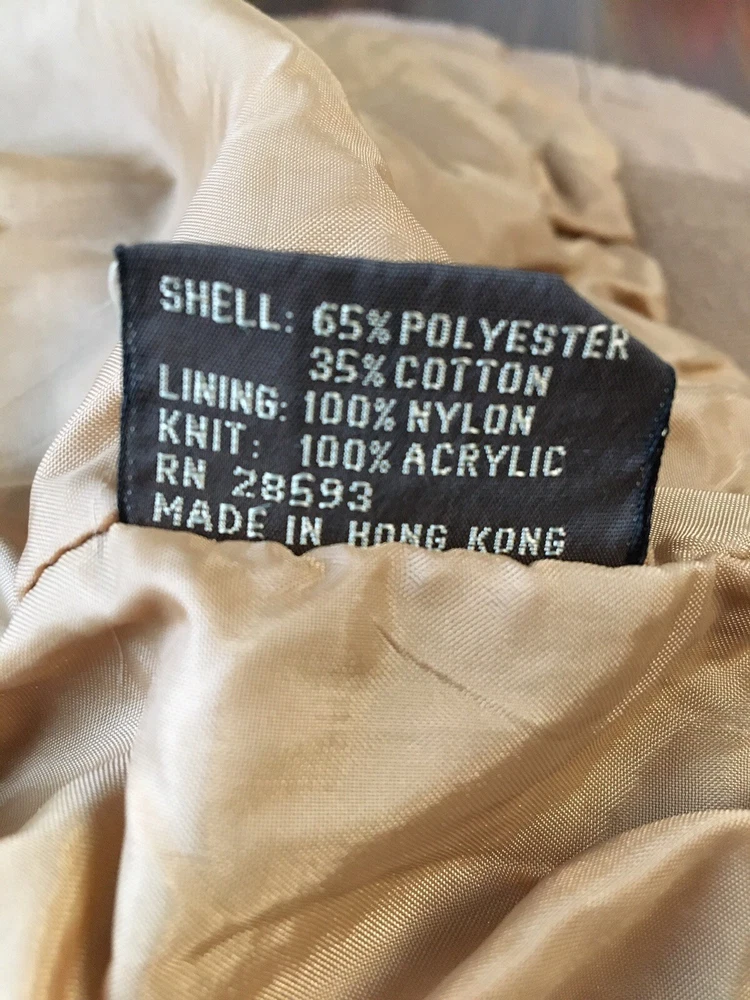 SHELL: 65% POLYESTER
35% COTTON
LINING: 100% NYLON
KNIT: 100% ACRYLIC
RN 28593
MADE IN HONG KONG